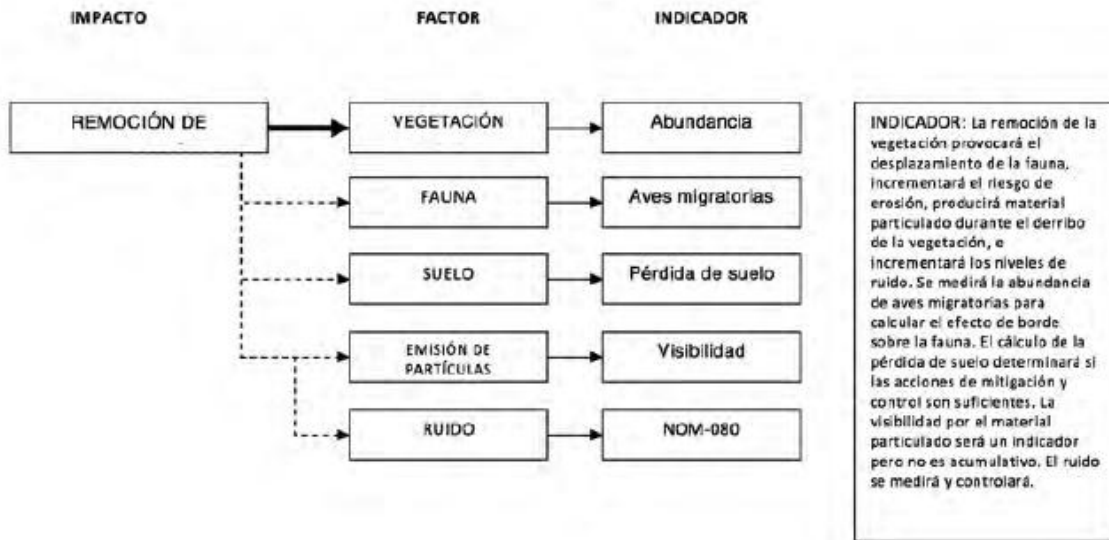 IMPACTO FACTOR INDICADOR
REMOCIÓN DE
VEGETACIÓN
Abundancia
FAUNA
Aves migratorias
SUELO
Pérdida de suelo
EMISIÓN DE
PARTÍCULAS
Visibilidad
RUIDO
NOM-080
INDICADOR: La remoción de la
vegetación provocará el
desplazamiento de la fauna,
incrementará el riesgo de
erosión, producirá material
particulado durante el derribo
de la vegetación, e
incrementará los niveles de
ruido. Se medirá la abundancia
de aves migratorias para
calcular el efecto de borde
sobre la fauna. El cálculo de la
pérdida de suelo determinará si
las acciones de mitigación y
control son suficientes. La
visibilidad por el material
particulado será un indicador
pero no es acumulativo. El ruido
se medirá y controlará.